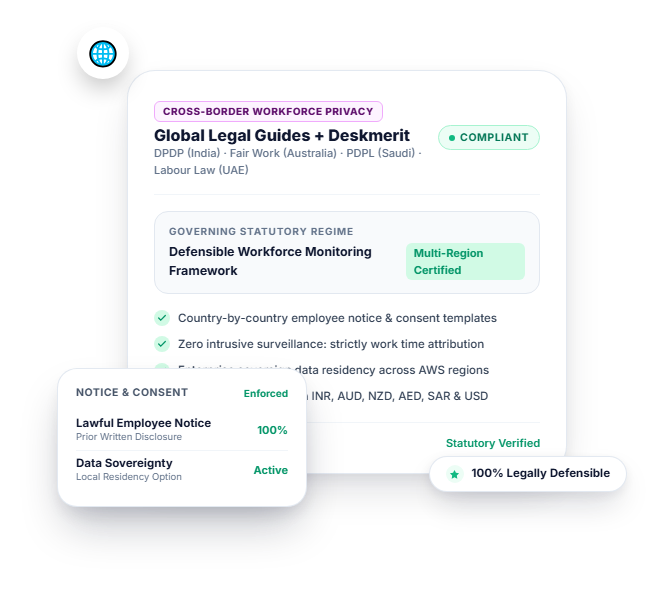 CROSS-BORDER WORKFORCE PRIVACY
Global Legal Guides + Deskmerit
DPDP (India) · Fair Work (Australia) · PDPL (Saudi) ·
Labour Law (UAE)
COMPLIANT
GOVERNING STATUTORY REGIME
Defensible Workforce Monitoring
Framework
Multi-Region
Certified
Country-by-country employee notice & consent templates
Zero intrusive surveillance: strictly work time attribution
data residency across AWS regions
INR, AUD, NZD, AED, SAR & USD
Statutory Verified
NOTICE & CONSENT
Enforced
Lawful Employee Notice
Prior Written Disclosure
100%
Data Sovereignty
Local Residency Option
Active
100% Legally Defensible